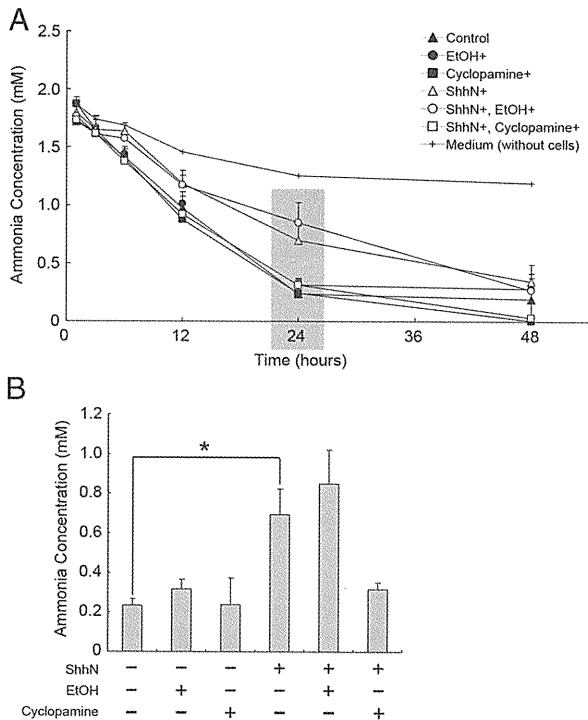 A
Ammonia Concentration (mM)
2.5
2.0
1.5
1.0
0.5
0
Control
EtOH+
Cyclopamine+
ShhN+
ShhN+, EtOH+
ShhN+, Cyclopamine+
Medium (without cells)
0 12 24 36 48
Time (hours)
B
Ammonia Concentration (mM)
1.2
1.0
0.8
0.6
0.4
0.2
0
*
ShhN − − − + + +
EtOH − + − − + −
Cyclopamine − − + − − +